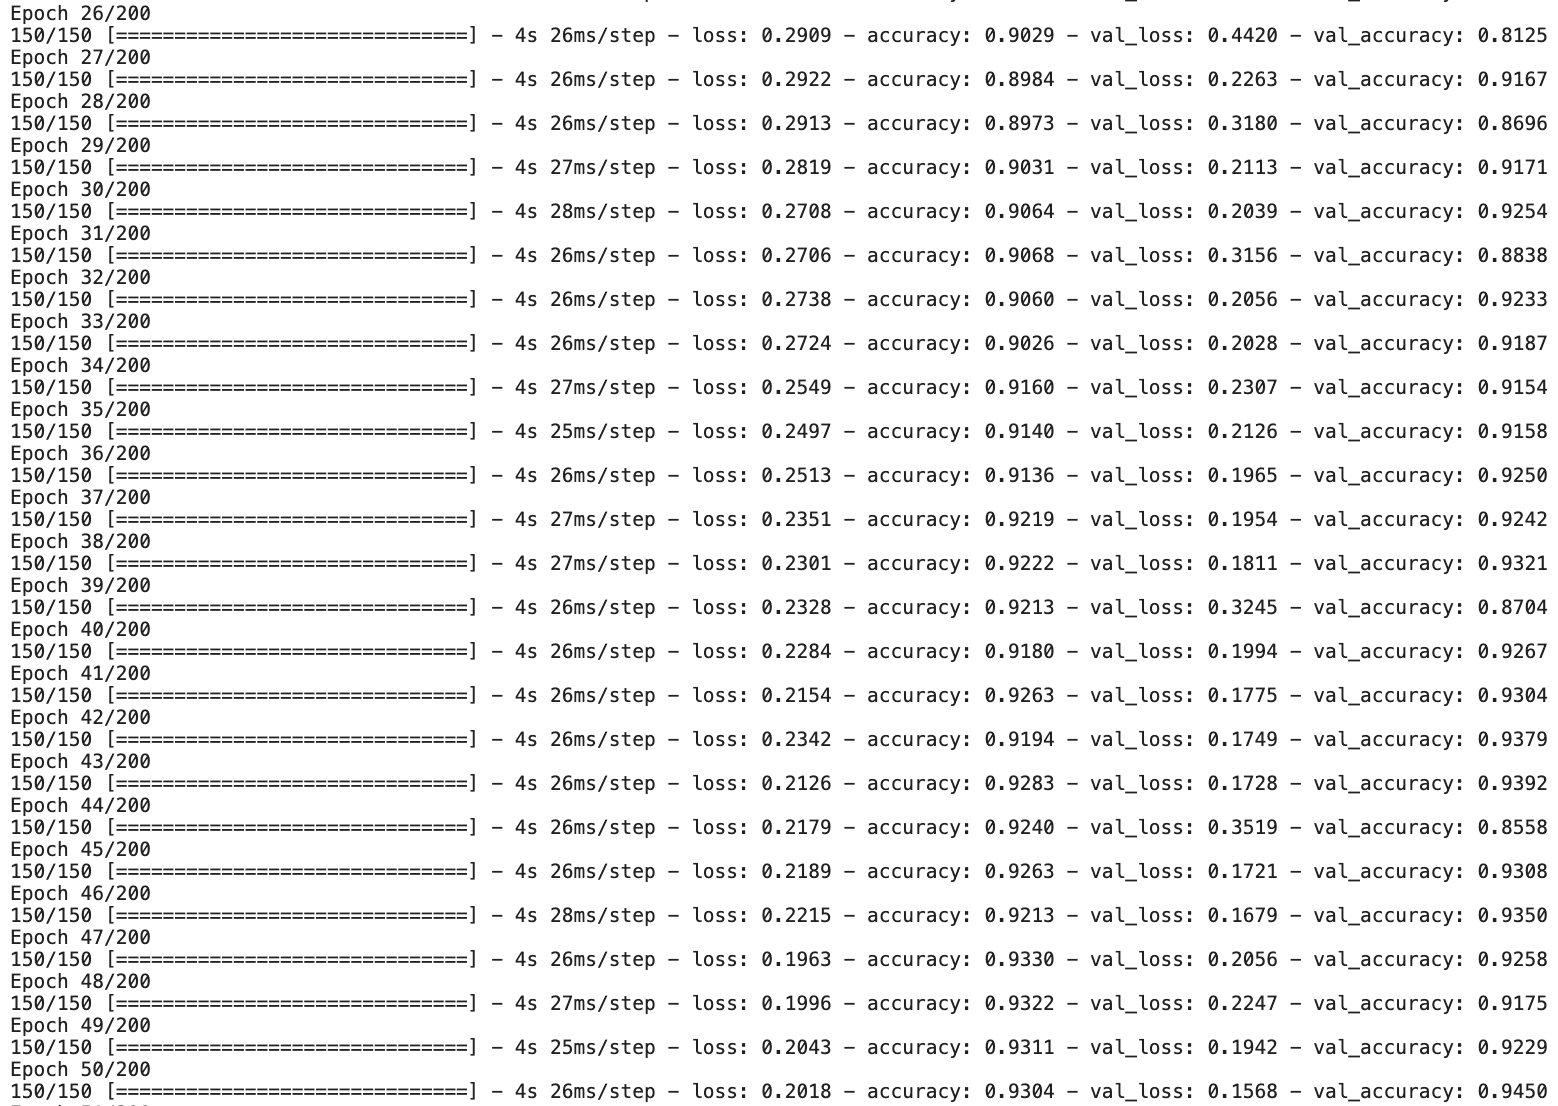 Epoch 26/200
150/150 [==============================] - 4s 26ms/step - loss: 0.2909 - accuracy: 0.9029 - val_loss: 0.4420 - val_accuracy: 0.8125
Epoch 27/200
150/150 [==============================] - 4s 26ms/step - loss: 0.2922 - accuracy: 0.8984 - val_loss: 0.2263 - val_accuracy: 0.9167
Epoch 28/200
150/150 [==============================] - 4s 26ms/step - loss: 0.2913 - accuracy: 0.8973 - val_loss: 0.3180 - val_accuracy: 0.8696
Epoch 29/200
150/150 [==============================] - 4s 27ms/step - loss: 0.2819 - accuracy: 0.9031 - val_loss: 0.2113 - val_accuracy: 0.9171
Epoch 30/200
150/150 [==============================] - 4s 28ms/step - loss: 0.2708 - accuracy: 0.9064 - val_loss: 0.2039 - val_accuracy: 0.9254
Epoch 31/200
150/150 [==============================] - 4s 26ms/step - loss: 0.2706 - accuracy: 0.9068 - val_loss: 0.3156 - val_accuracy: 0.8838
Epoch 32/200
150/150 [==============================] - 4s 26ms/step - loss: 0.2738 - accuracy: 0.9060 - val_loss: 0.2056 - val_accuracy: 0.9233
Epoch 33/200
150/150 [==============================] - 4s 26ms/step - loss: 0.2724 - accuracy: 0.9026 - val_loss: 0.2028 - val_accuracy: 0.9187
Epoch 34/200
150/150 [==============================] - 4s 27ms/step - loss: 0.2549 - accuracy: 0.9160 - val_loss: 0.2307 - val_accuracy: 0.9154
Epoch 35/200
150/150 [==============================] - 4s 25ms/step - loss: 0.2497 - accuracy: 0.9140 - val_loss: 0.2126 - val_accuracy: 0.9158
Epoch 36/200
150/150 [==============================] - 4s 26ms/step - loss: 0.2513 - accuracy: 0.9136 - val_loss: 0.1965 - val_accuracy: 0.9250
Epoch 37/200
150/150 [==============================] - 4s 27ms/step - loss: 0.2351 - accuracy: 0.9219 - val_loss: 0.1954 - val_accuracy: 0.9242
Epoch 38/200
150/150 [==============================] - 4s 27ms/step - loss: 0.2301 - accuracy: 0.9222 - val_loss: 0.1811 - val_accuracy: 0.9321
Epoch 39/200
150/150 [==============================] - 4s 26ms/step - loss: 0.2328 - accuracy: 0.9213 - val_loss: 0.3245 - val_accuracy: 0.8704
Epoch 40/200
150/150 [==============================] - 4s 26ms/step - loss: 0.2284 - accuracy: 0.9180 - val_loss: 0.1994 - val_accuracy: 0.9267
Epoch 41/200
150/150 [==============================] - 4s 26ms/step - loss: 0.2154 - accuracy: 0.9263 - val_loss: 0.1775 - val_accuracy: 0.9304
Epoch 42/200
150/150 [==============================] - 4s 26ms/step - loss: 0.2342 - accuracy: 0.9194 - val_loss: 0.1749 - val_accuracy: 0.9379
Epoch 43/200
150/150 [==============================] - 4s 26ms/step - loss: 0.2126 - accuracy: 0.9283 - val_loss: 0.1728 - val_accuracy: 0.9392
Epoch 44/200
150/150 [==============================] - 4s 26ms/step - loss: 0.2179 - accuracy: 0.9240 - val_loss: 0.3519 - val_accuracy: 0.8558
Epoch 45/200
150/150 [==============================] - 4s 26ms/step - loss: 0.2189 - accuracy: 0.9263 - val_loss: 0.1721 - val_accuracy: 0.9308
Epoch 46/200
150/150 [==============================] - 4s 28ms/step - loss: 0.2215 - accuracy: 0.9213 - val_loss: 0.1679 - val_accuracy: 0.9350
Epoch 47/200
150/150 [==============================] - 4s 26ms/step - loss: 0.1963 - accuracy: 0.9330 - val_loss: 0.2056 - val_accuracy: 0.9258
Epoch 48/200
150/150 [==============================] - 4s 27ms/step - loss: 0.1996 - accuracy: 0.9322 - val_loss: 0.2247 - val_accuracy: 0.9175
Epoch 49/200
150/150 [==============================] - 4s 25ms/step - loss: 0.2043 - accuracy: 0.9311 - val_loss: 0.1942 - val_accuracy: 0.9229
Epoch 50/200
150/150 [==============================] - 4s 26ms/step - loss: 0.2018 - accuracy: 0.9304 - val_loss: 0.1568 - val_accuracy: 0.9450